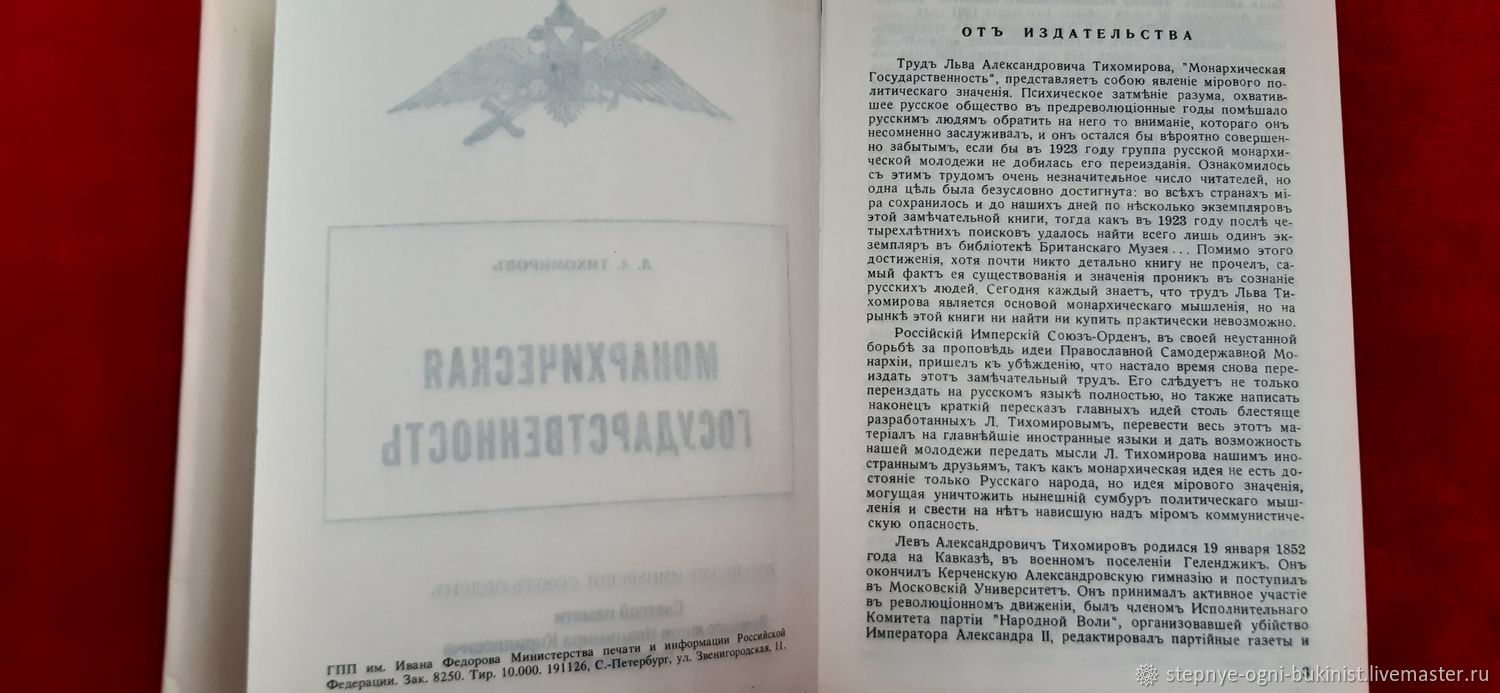 Л. А. ТИХОМИРОВЪ
МОНАРХИЧЕСКАЯ
ГОСУДАРСТВЕННОСТЬ
ИМПЕРСКІЙ СОЮЗЪ-ОРДЕНЪ
Свѣтлой памяти
Князя Владимира Кирилловича
ГПП им. Ивана Федорова Министерства печати и информации Российской
Федерации. Зак. 8250. Тир. 10.000. 191126, С.-Петербург, ул. Звенигородская, 11.
ОТЪ ИЗДАТЕЛЬСТВА
Трудъ Льва Александровича Тихомирова, "Монархическая
Государственность", представляетъ собою явленіе мірового по-
литическаго значенія. Психическое затменіе разума, охватив-
шее русское общество въ предреволюціонные годы помѣшало
русскимъ людямъ обратить на него то вниманіе, котораго онъ
несомненно заслуживалъ, и онъ остался бы вѣроятно совершен-
но забытымъ, если бы въ 1923 году группа русской монархи-
ческой молодежи не добилась его переизданія. Ознакомилось
съ этимъ трудомъ очень незначительное число читателей, но
одна цѣль была безусловно достигнута: во всѣхъ странахъ мі-
ра сохранилось и до нашихъ дней по нѣсколько экземпляровъ
этой замѣчательной книги, тогда какъ въ 1923 году послѣ че-
тырехлѣтнихъ поисковъ удалось найти всего лишь одинъ эк-
земпляр въ библіотекѣ Британскаго Музея... Помимо этого
достиженія, хотя почти никто детально книгу не прочел, са-
мый фактъ ея существованія и значенія проникъ въ сознаніе
русских людей. Сегодня каждый знаетъ, что трудъ Льва Ти-
хомирова является основой монархическаго мышленія, но на
рынкѣ этой книги ни найти ни купить практически невозможно.
Россійскій Имперскій Союзъ-Орденъ, въ своей неустанной
борьбѣ за проповѣдь идеи Православной Самодержавной Мо-
нархіи, пришелъ къ убѣжденію, что настало время снова пере-
издать этотъ замѣчательный трудъ. Его слѣдуетъ не только
переиздать на русскомъ языкѣ полностью, но также написать
наконецъ краткій пересказъ главныхъ идей столь блестяще
разработанныхъ Л. Тихомировымъ, перевести весь этотъ ма-
теріалъ на главнѣйшіе иностранные языки и дать возможность
нашей молодежи передать мысли Л. Тихомирова нашимъ ино-
страннымъ друзьямъ, такъ какъ монархическая идея не есть до-
стояніе только Русскаго народа, но идея мірового значенія,
могущая уничтожить нынешній сумбуръ политическаго мыш-
ленія и свести на нѣтъ нависшую надъ міромъ коммунистиче-
скую опасность.
Левъ Александровичъ Тихомировъ родился 19 января 1852
года на Кавказѣ, въ военномъ поселеніи Геленджикъ. Онъ
окончилъ Керченскую Александровскую гимназію и поступилъ
въ Московскій Университетъ. Онъ принималъ активное участіе
въ революціонномъ движеніи, былъ членомъ Исполнительнаго
Комитета партіи "Народной Воли", организовавшей убійство
Императора Александра II, редактировалъ партійные газеты и
stepnye-ogni-bukinist.livemaster.ru